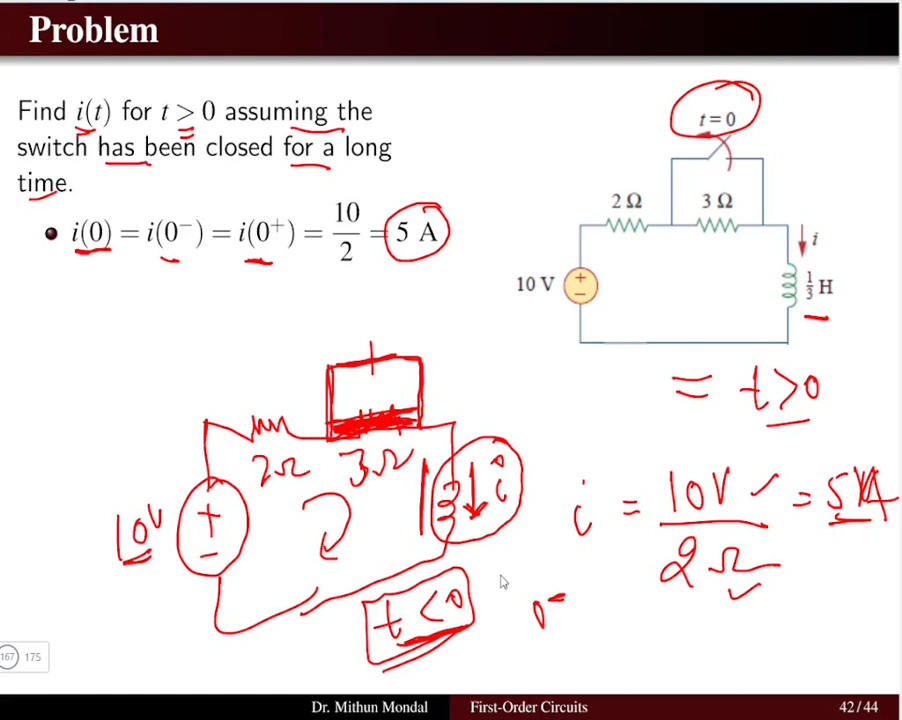 Problem
Find i(t) for t > 0 assuming the
switch has been closed for a long
time.
i(0) = i(0⁻) = i(0⁺) = 10/2 = 5 A
t = 0
2 Ω 3 Ω
i
10 V
+
−
1/3 H
= t>0
2Ω 3Ω
i
10V
+
−
i = 10V/2Ω = 5A
t<0
0⁻
167 175
Dr. Mithun Mondal First-Order Circuits 42 / 44